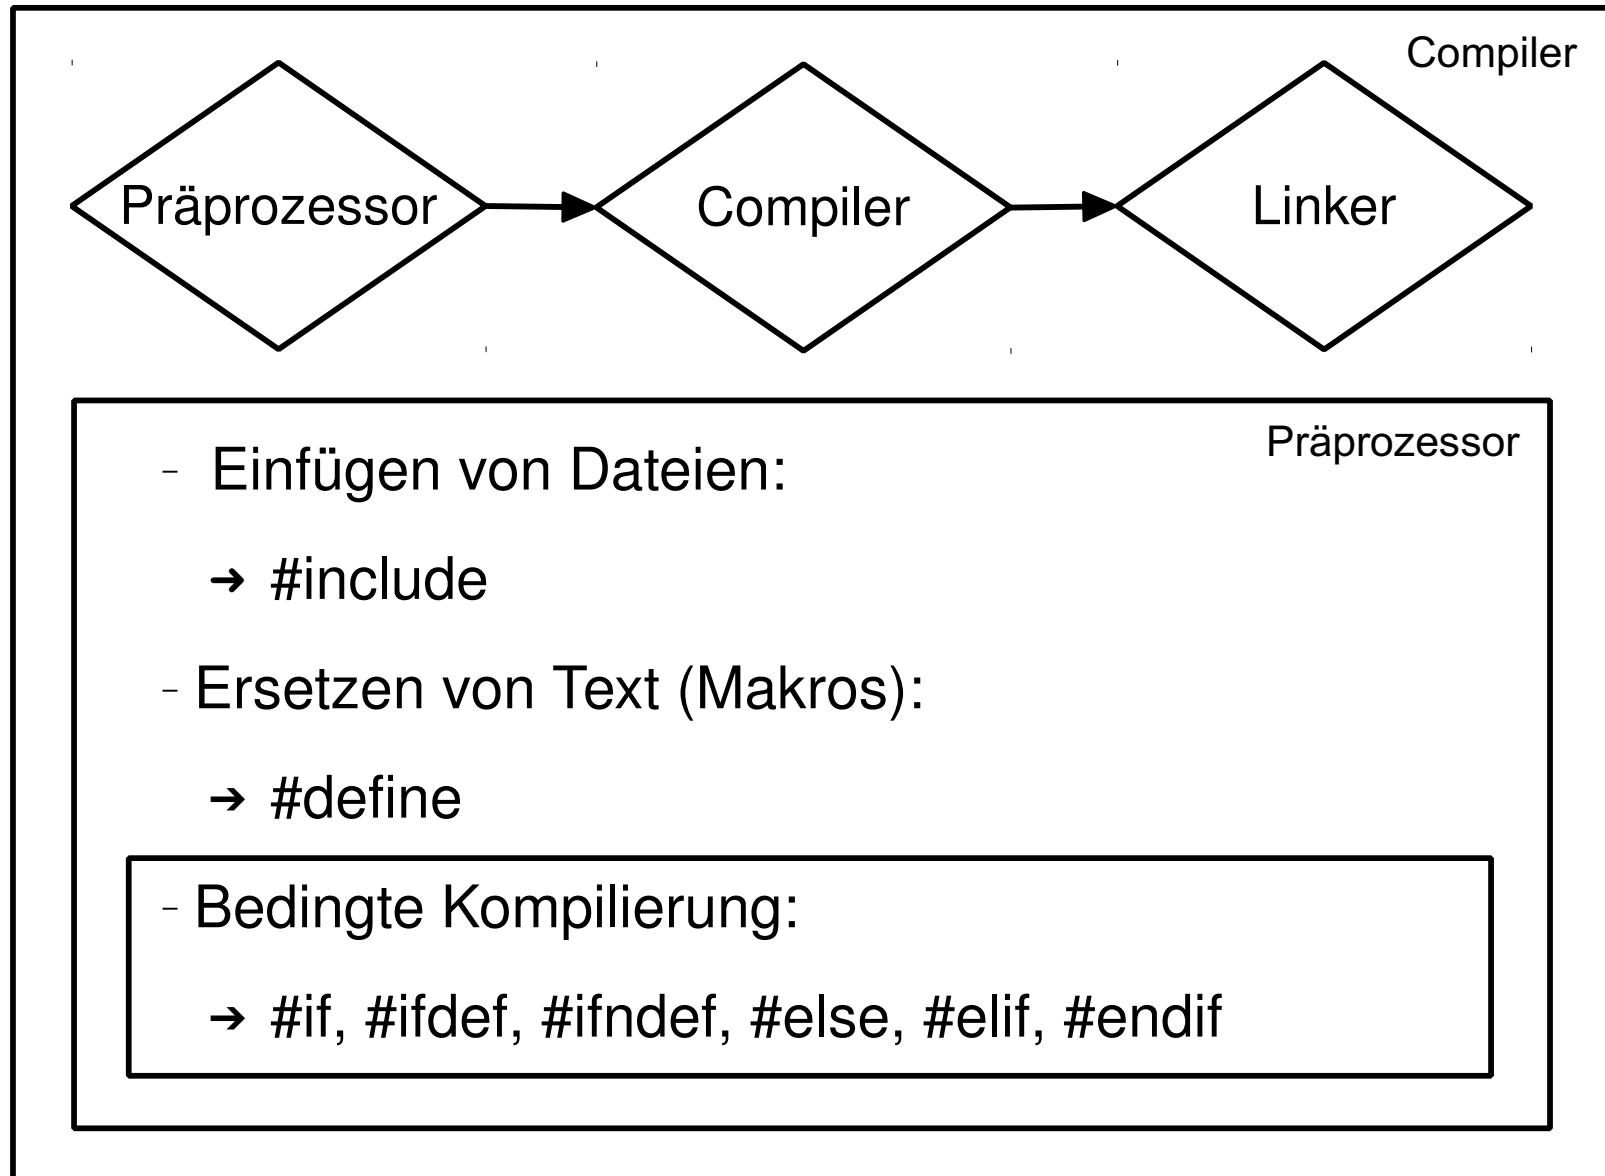 Compiler
Präprozessor
Compiler
Linker
Präprozessor
- Einfügen von Dateien:
➔ #include
- Ersetzen von Text (Makros):
➔ #define
- Bedingte Kompilierung:
➔ #if, #ifdef, #ifndef, #else, #elif, #endif